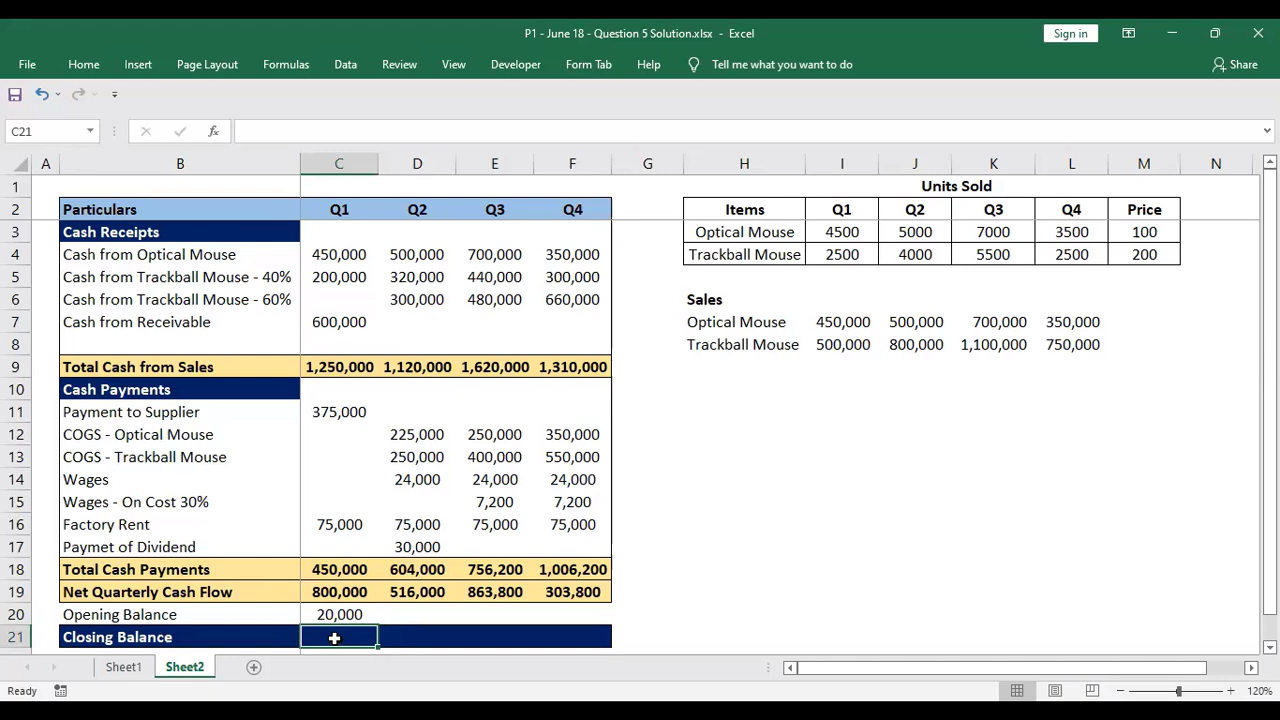 P1 - June 18 - Question 5 Solution.xlsx - Excel
Sign in
File Home Insert Page Layout Formulas Data Review View Developer Form Tab Help Tell me what you want to do Share
C21 fx
A B C D E F G H I J K L M N
1 Units Sold
2 Particulars Q1 Q2 Q3 Q4 Items Q1 Q2 Q3 Q4 Price
3 Cash Receipts Optical Mouse 4500 5000 7000 3500 100
4 Cash from Optical Mouse 450,000 500,000 700,000 350,000 Trackball Mouse 2500 4000 5500 2500 200
5 Cash from Trackball Mouse - 40% 200,000 320,000 440,000 300,000
6 Cash from Trackball Mouse - 60% 300,000 480,000 660,000 Sales
7 Cash from Receivable 600,000 Optical Mouse 450,000 500,000 700,000 350,000
8 Trackball Mouse 500,000 800,000 1,100,000 750,000
9 Total Cash from Sales 1,250,000 1,120,000 1,620,000 1,310,000
10 Cash Payments
11 Payment to Supplier 375,000
12 COGS - Optical Mouse 225,000 250,000 350,000
13 COGS - Trackball Mouse 250,000 400,000 550,000
14 Wages 24,000 24,000 24,000
15 Wages - On Cost 30% 7,200 7,200
16 Factory Rent 75,000 75,000 75,000 75,000
17 Paymet of Dividend 30,000
18 Total Cash Payments 450,000 604,000 756,200 1,006,200
19 Net Quarterly Cash Flow 800,000 516,000 863,800 303,800
20 Opening Balance 20,000
21 Closing Balance
Sheet1 Sheet2
Ready 120%